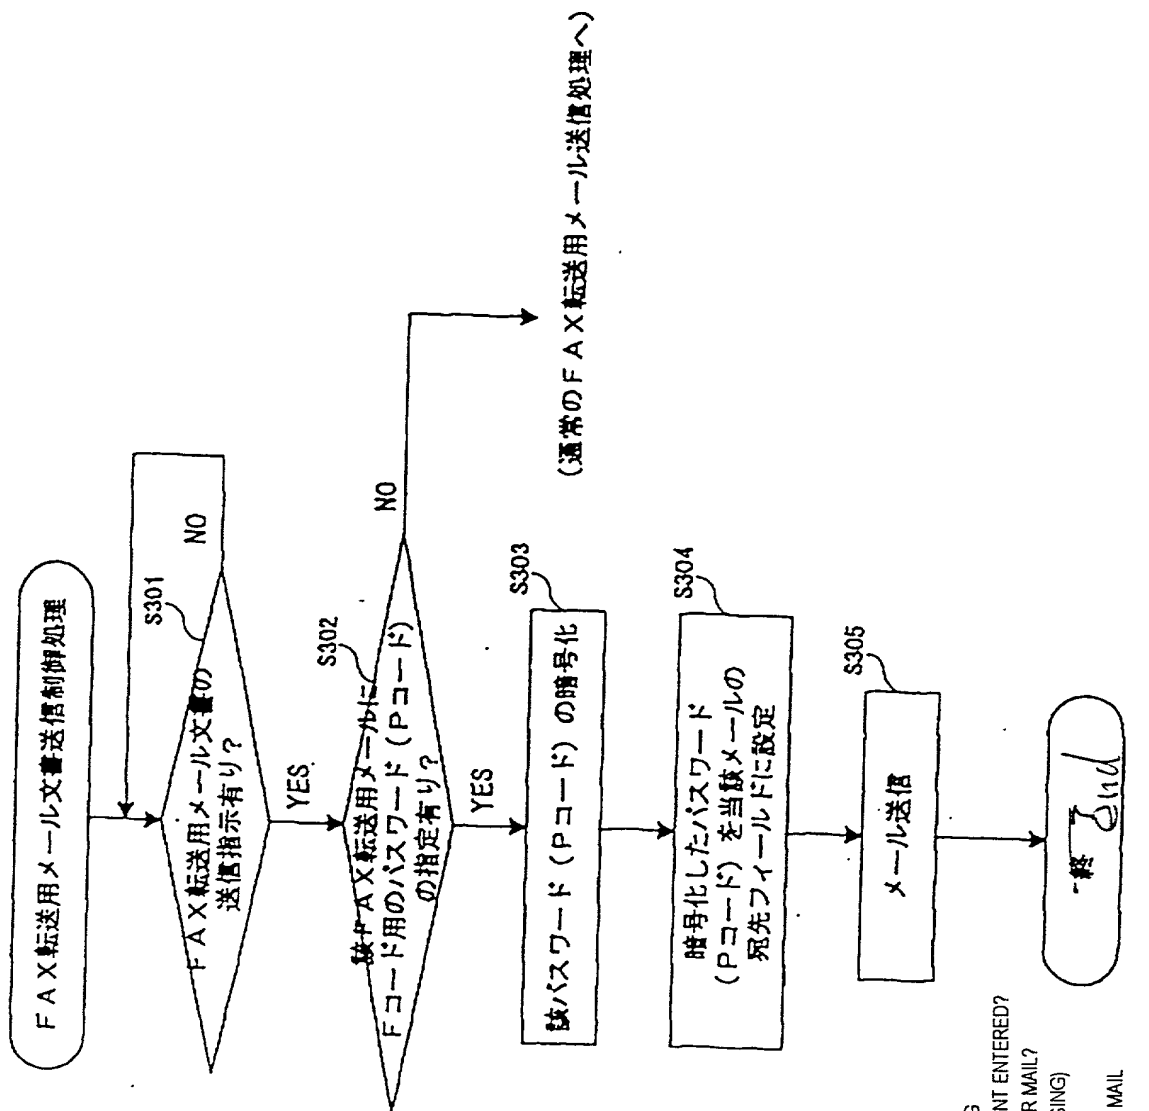 ＦＡＸ転送用メール文書送信制御処理
S301
ＦＡＸ転送用メール文書の
送信指示有り？
NO
YES
S302
該ＦＡＸ転送用メールに
Ｆコード用のパスワード（Ｐコード）
の指定有り？
NO
（通常のＦＡＸ転送用メール送信処理へ）
YES
S303
該パスワード（Ｐコード）の暗号化
S304
暗号化したパスワード
（Ｐコード）を当該メールの
宛先フィールドに設定
S305
メール送信
終
End
NT ENTERED?
R MAIL?
SING)
MAIL